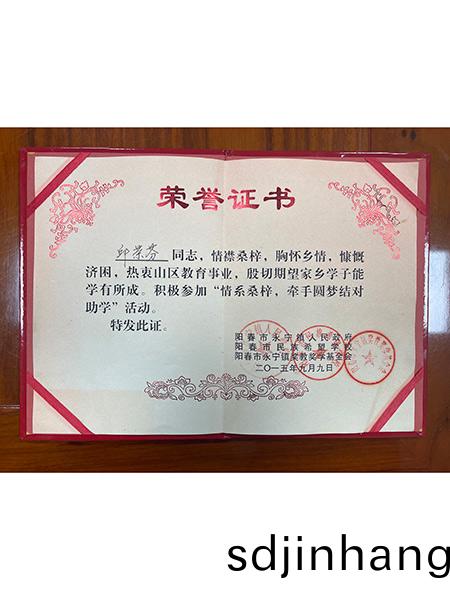 荣誉证书
邱荣芬 同志，情襟桑梓，胸怀乡情，慷慨
济困，热衷山区教育事业，殷切期望家乡学子能
学有所成。积极参加“情系桑梓，牵手圆梦结对
助学”活动。
特发此证。
阳春市永宁镇人民政府
阳春市民族希望学校
阳春市永宁镇奖教奖学基金会
二〇一五年九月九日
sdjinhang